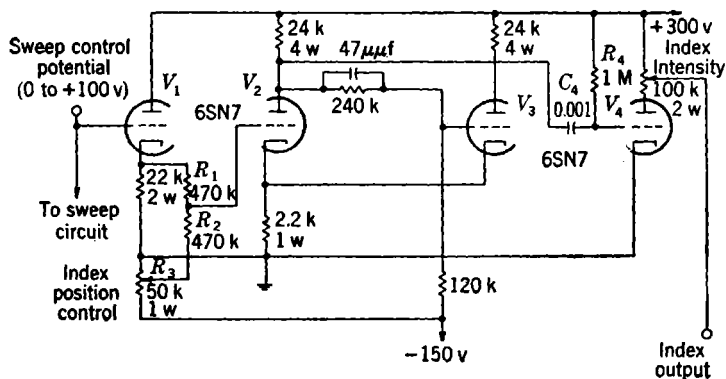 Sweep control
potential
(0 to +100 v)
V₁
V₂
6SN7
24 k
4 w
47μμf
240 k
24 k
4 w
V₃
6SN7
C₄
0.001
R₄
1 M
V₄
+300 v
Index
Intensity
100 k
2 w
To sweep
circuit
22 k
2 w
R₁
470 k
R₂
470 k
2.2 k
1 w
Index
position
control
R₃
50 k
1 w
120 k
−150 v
Index
output